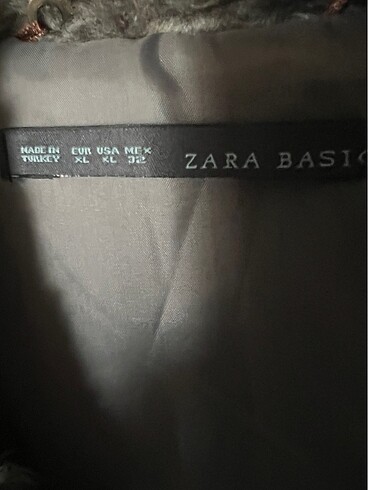 MADE IN EUR USA MEX
TURKEY XL XL 32
ZARA BASIC